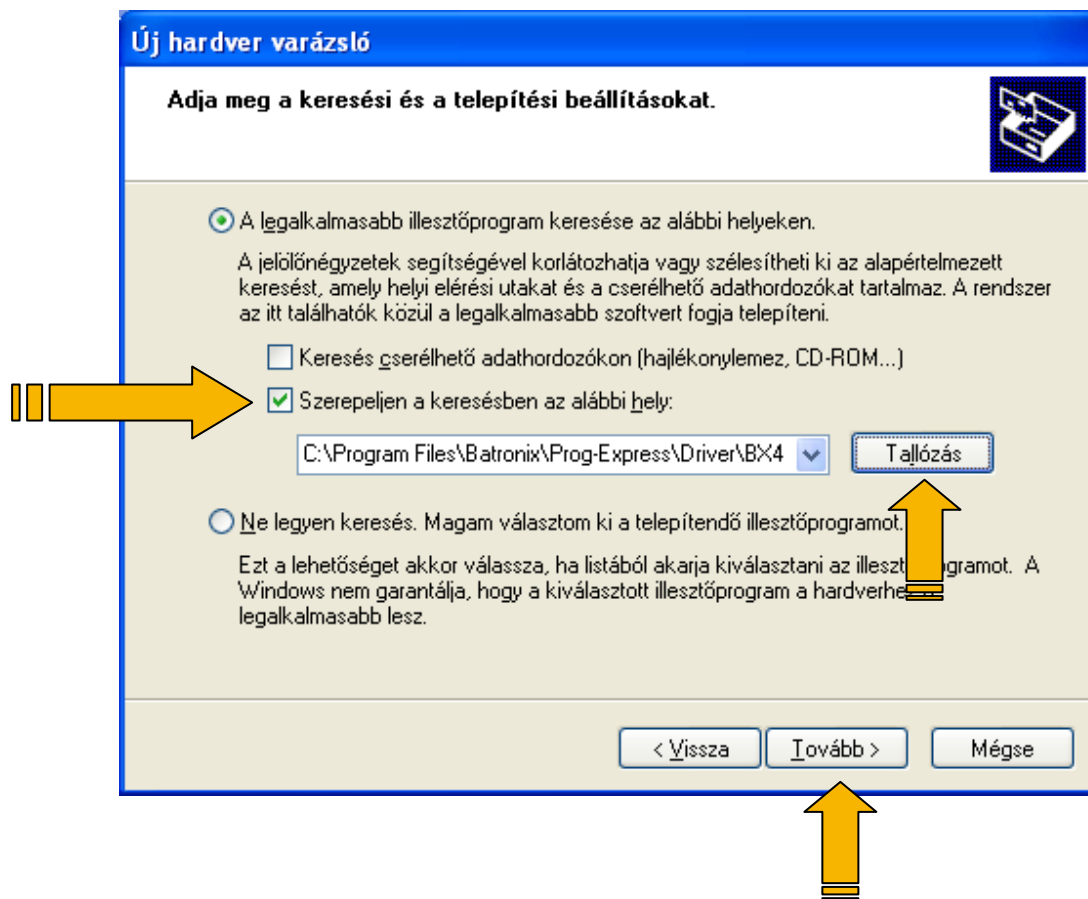 Új hardver varázsló
Adja meg a keresési és a telepítési beállításokat.
A legalkalmasabb illesztőprogram keresése az alábbi helyeken.
A jelölőnégyzetek segítségével korlátozhatja vagy szélesítheti ki az alapértelmezett
keresést, amely helyi elérési utakat és a cserélhető adathordozókat tartalmaz. A rendszer
az itt találhatók közül a legalkalmasabb szoftvert fogja telepíteni.
Keresés cserélhető adathordozókon (hajlékonylemez, CD-ROM...)
Szerepeljen a keresésben az alábbi hely:
C:\Program Files\Batronix\Prog-Express\Driver\BX4 Tallózás
Ne legyen keresés. Magam választom ki a telepítendő illesztőprogramot.
Ezt a lehetőséget akkor válassza, ha listából akarja kiválasztani az A
Windows nem garantálja, hogy a kiválasztott illesztőprogram a
legalkalmasabb lesz.
< Vissza Tovább > Mégse